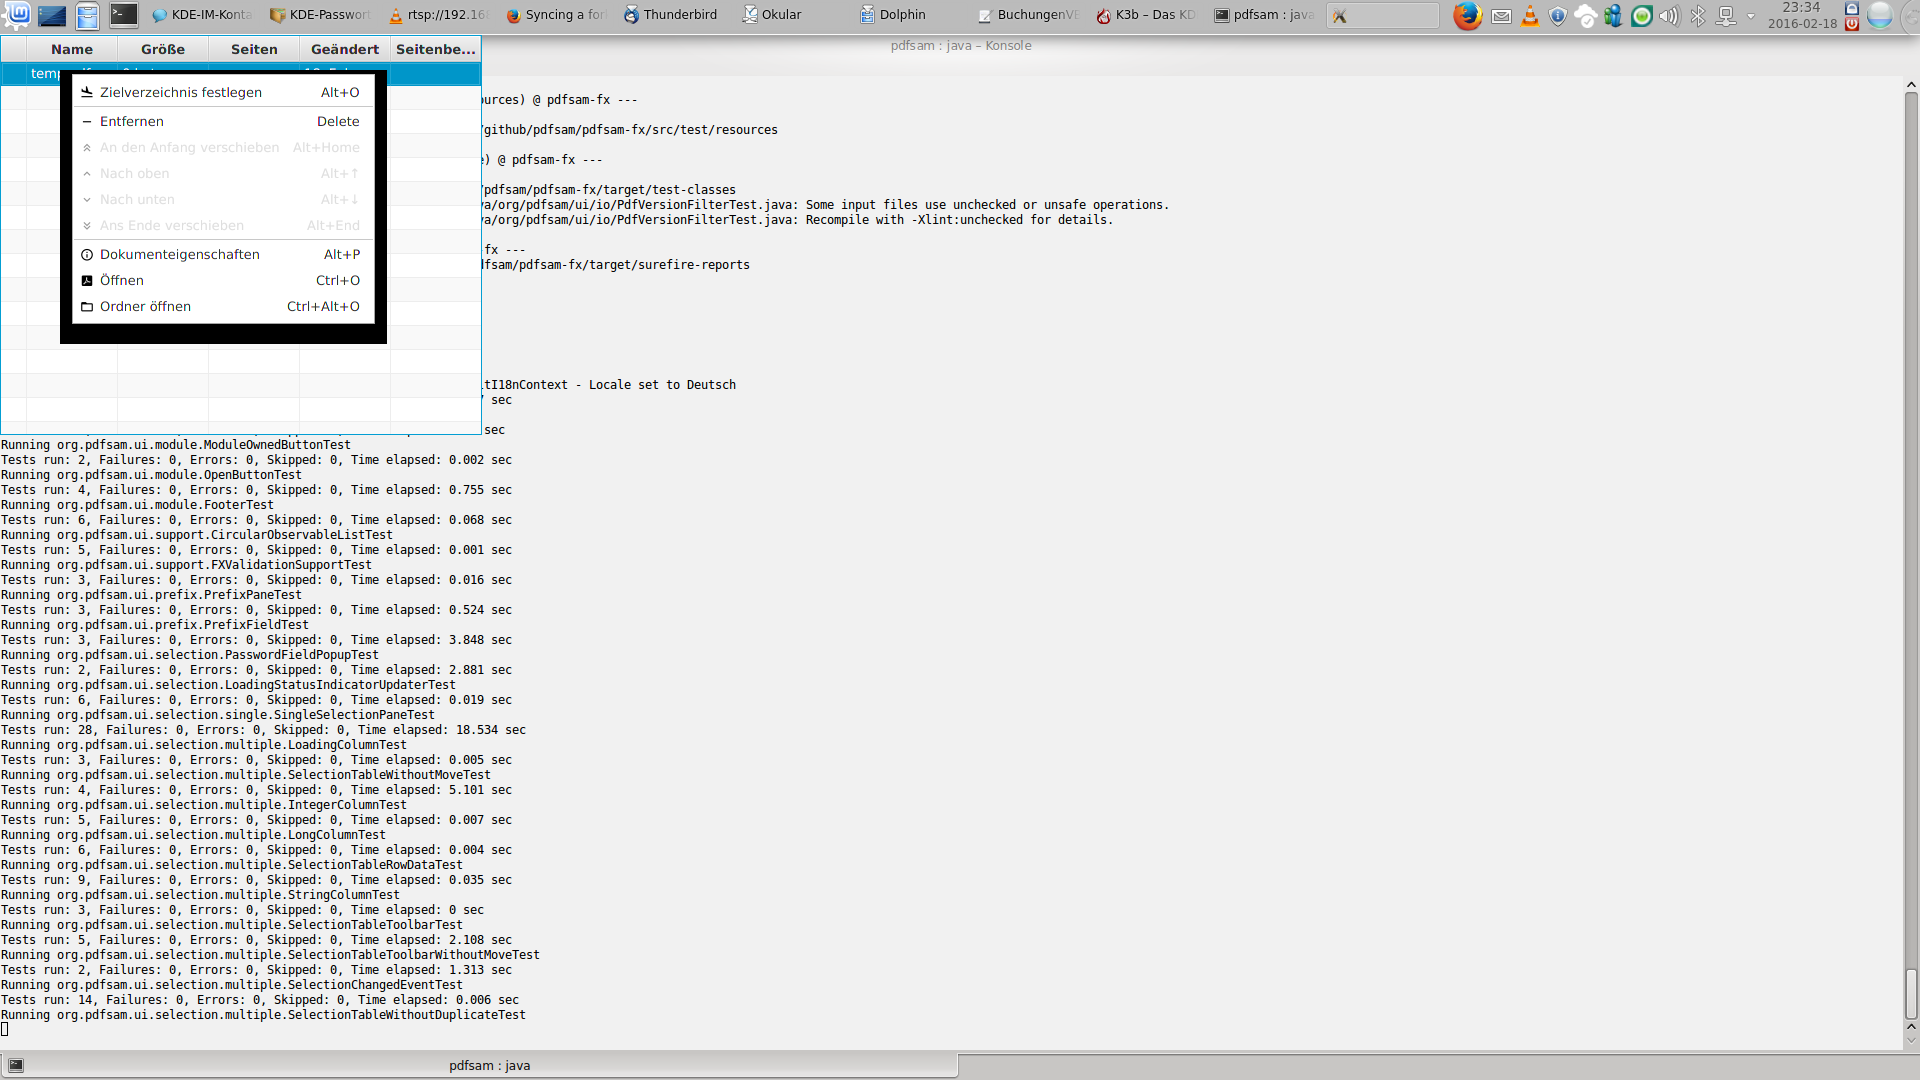 KDE-IM-Konta
KDE-Passwor
rtsp://192.16
Syncing a for
Thunderbird
Okular
Dolphin
BuchungenVB
K3b – Das KD
pdfsam : java
23:34
2016-02-18
pdfsam : java – Konsole
Name Größe Seiten Geändert Seitenbe...
Zielverzeichnis festlegen Alt+O
Entfernen Delete
An den Anfang verschieben Alt+Home
Nach oben Alt+↑
Nach unten Alt+↓
Ans Ende verschieben Alt+End
Dokumenteigenschaften Alt+P
Öffnen Ctrl+O
Ordner öffnen Ctrl+Alt+O
ources) @ pdfsam-fx ---
/github/pdfsam/pdfsam-fx/src/test/resources
) @ pdfsam-fx ---
/pdfsam/pdfsam-fx/target/test-classes
va/org/pdfsam/ui/io/PdfVersionFilterTest.java: Some input files use unchecked or unsafe operations.
va/org/pdfsam/ui/io/PdfVersionFilterTest.java: Recompile with -Xlint:unchecked for details.
fx ---
dfsam/pdfsam-fx/target/surefire-reports
ltI18nContext - Locale set to Deutsch
sec
sec
Running org.pdfsam.ui.module.ModuleOwnedButtonTest
Tests run: 2, Failures: 0, Errors: 0, Skipped: 0, Time elapsed: 0.002 sec
Running org.pdfsam.ui.module.OpenButtonTest
Tests run: 4, Failures: 0, Errors: 0, Skipped: 0, Time elapsed: 0.755 sec
Running org.pdfsam.ui.module.FooterTest
Tests run: 6, Failures: 0, Errors: 0, Skipped: 0, Time elapsed: 0.068 sec
Running org.pdfsam.ui.support.CircularObservableListTest
Tests run: 5, Failures: 0, Errors: 0, Skipped: 0, Time elapsed: 0.001 sec
Running org.pdfsam.ui.support.FXValidationSupportTest
Tests run: 3, Failures: 0, Errors: 0, Skipped: 0, Time elapsed: 0.016 sec
Running org.pdfsam.ui.prefix.PrefixPaneTest
Tests run: 3, Failures: 0, Errors: 0, Skipped: 0, Time elapsed: 0.524 sec
Running org.pdfsam.ui.prefix.PrefixFieldTest
Tests run: 3, Failures: 0, Errors: 0, Skipped: 0, Time elapsed: 3.848 sec
Running org.pdfsam.ui.selection.PasswordFieldPopupTest
Tests run: 2, Failures: 0, Errors: 0, Skipped: 0, Time elapsed: 2.881 sec
Running org.pdfsam.ui.selection.LoadingStatusIndicatorUpdaterTest
Tests run: 6, Failures: 0, Errors: 0, Skipped: 0, Time elapsed: 0.019 sec
Running org.pdfsam.ui.selection.single.SingleSelectionPaneTest
Tests run: 28, Failures: 0, Errors: 0, Skipped: 0, Time elapsed: 18.534 sec
Running org.pdfsam.ui.selection.multiple.LoadingColumnTest
Tests run: 3, Failures: 0, Errors: 0, Skipped: 0, Time elapsed: 0.005 sec
Running org.pdfsam.ui.selection.multiple.SelectionTableWithoutMoveTest
Tests run: 4, Failures: 0, Errors: 0, Skipped: 0, Time elapsed: 5.101 sec
Running org.pdfsam.ui.selection.multiple.IntegerColumnTest
Tests run: 5, Failures: 0, Errors: 0, Skipped: 0, Time elapsed: 0.007 sec
Running org.pdfsam.ui.selection.multiple.LongColumnTest
Tests run: 6, Failures: 0, Errors: 0, Skipped: 0, Time elapsed: 0.004 sec
Running org.pdfsam.ui.selection.multiple.SelectionTableRowDataTest
Tests run: 9, Failures: 0, Errors: 0, Skipped: 0, Time elapsed: 0.035 sec
Running org.pdfsam.ui.selection.multiple.StringColumnTest
Tests run: 3, Failures: 0, Errors: 0, Skipped: 0, Time elapsed: 0 sec
Running org.pdfsam.ui.selection.multiple.SelectionTableToolbarTest
Tests run: 5, Failures: 0, Errors: 0, Skipped: 0, Time elapsed: 2.108 sec
Running org.pdfsam.ui.selection.multiple.SelectionTableToolbarWithoutMoveTest
Tests run: 2, Failures: 0, Errors: 0, Skipped: 0, Time elapsed: 1.313 sec
Running org.pdfsam.ui.selection.multiple.SelectionChangedEventTest
Tests run: 14, Failures: 0, Errors: 0, Skipped: 0, Time elapsed: 0.006 sec
Running org.pdfsam.ui.selection.multiple.SelectionTableWithoutDuplicateTest
pdfsam : java